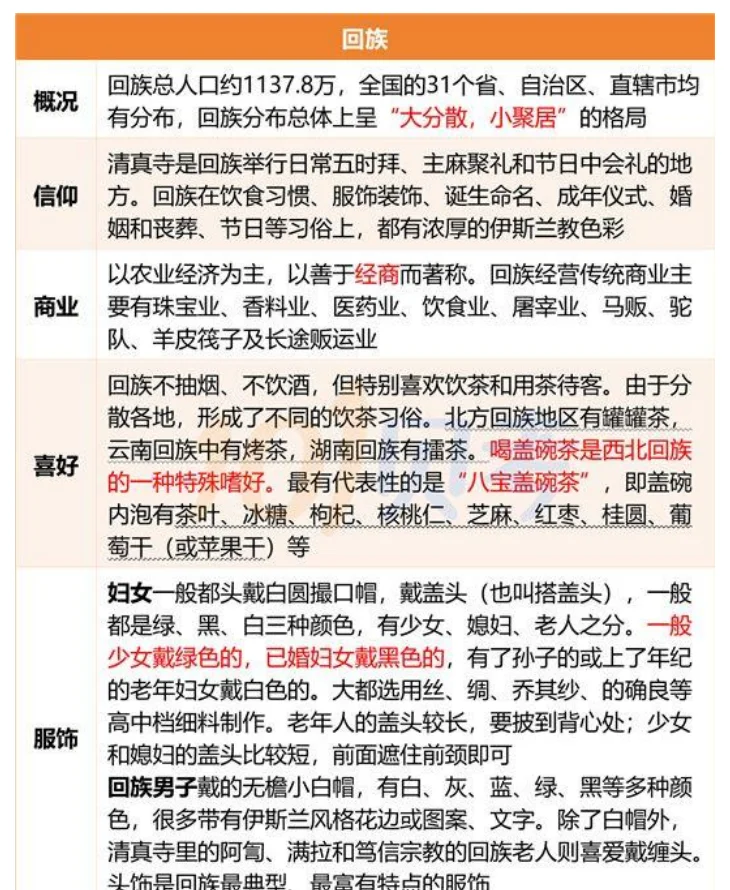 回族
概况
回族总人口约1137.8万，全国的31个省、自治区、直辖市均
有分布，回族分布总体上呈“大分散，小聚居”的格局
信仰
清真寺是回族举行日常五时拜、主麻聚礼和节日中会礼的地
方。回族在饮食习惯、服饰装饰、诞生命名、成年仪式、婚
姻和丧葬、节日等习俗上，都有浓厚的伊斯兰教色彩
商业
以农业经济为主，以善于经商而著称。回族经营传统商业主
要有珠宝业、香料业、医药业、饮食业、屠宰业、马贩、驼
队、羊皮筏子及长途贩运业
喜好
回族不抽烟、不饮酒，但特别喜欢饮茶和用茶待客。由于分
散各地，形成了不同的饮茶习俗。北方回族地区有罐罐茶，
云南回族中有烤茶，湖南回族有擂茶。喝盖碗茶是西北回族
的一种特殊嗜好。最有代表性的是“八宝盖碗茶”，即盖碗
内泡有茶叶、冰糖、枸杞、核桃仁、芝麻、红枣、桂圆、葡
萄干（或苹果干）等
服饰
妇女一般都头戴白圆撮口帽，戴盖头（也叫搭盖头），一般
都是绿、黑、白三种颜色，有少女、媳妇、老人之分。一般
少女戴绿色的，已婚妇女戴黑色的，有了孙子的或上了年纪
的老年妇女戴白色的。大都选用丝、绸、乔其纱、的确良等
高中档细料制作。老年人的盖头较长，要披到背心处；少女
和媳妇的盖头比较短，前面遮住前颈即可
回族男子戴的无檐小白帽，有白、灰、蓝、绿、黑等多种颜
色，很多带有伊斯兰风格花边或图案、文字。除了白帽外，
清真寺里的阿訇、满拉和笃信宗教的回族老人则喜爱戴缠头。
头饰是回族最典型、最富有特点的服饰